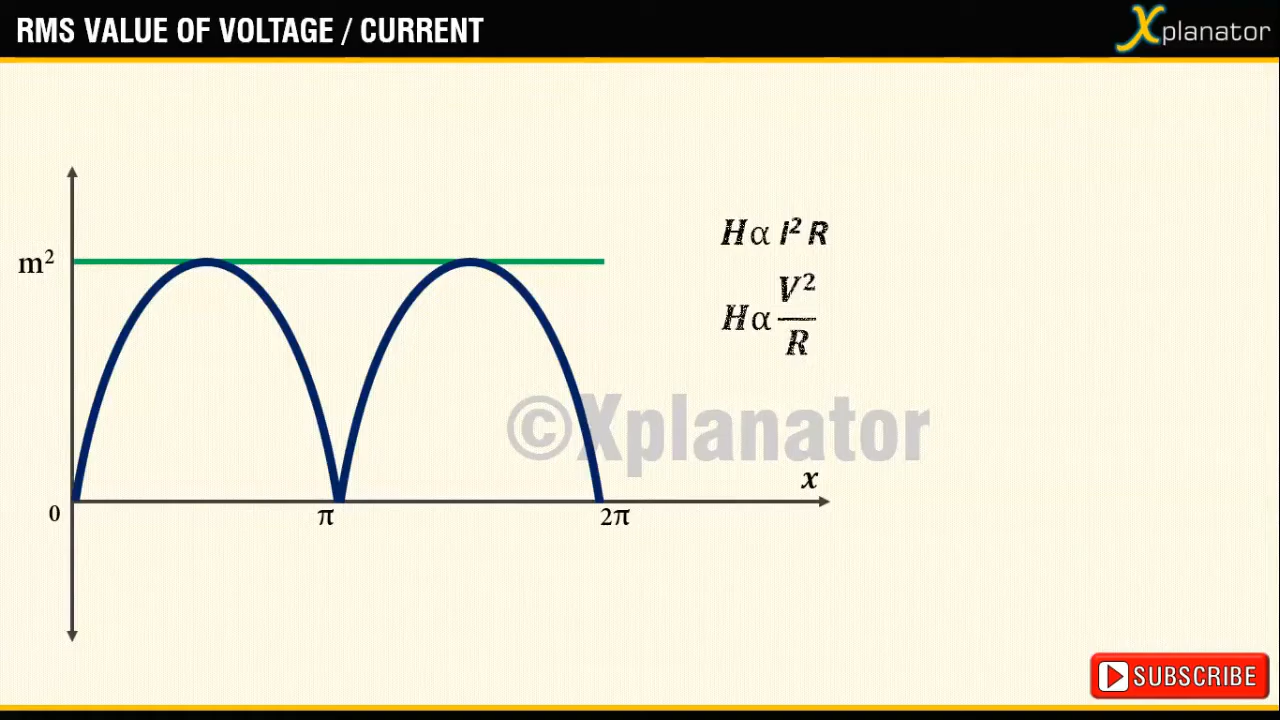 RMS VALUE OF VOLTAGE / CURRENT
Xplanator
m²
H α I² R
H α V²/R
©Xplanator
x
0
π
2π
SUBSCRIBE